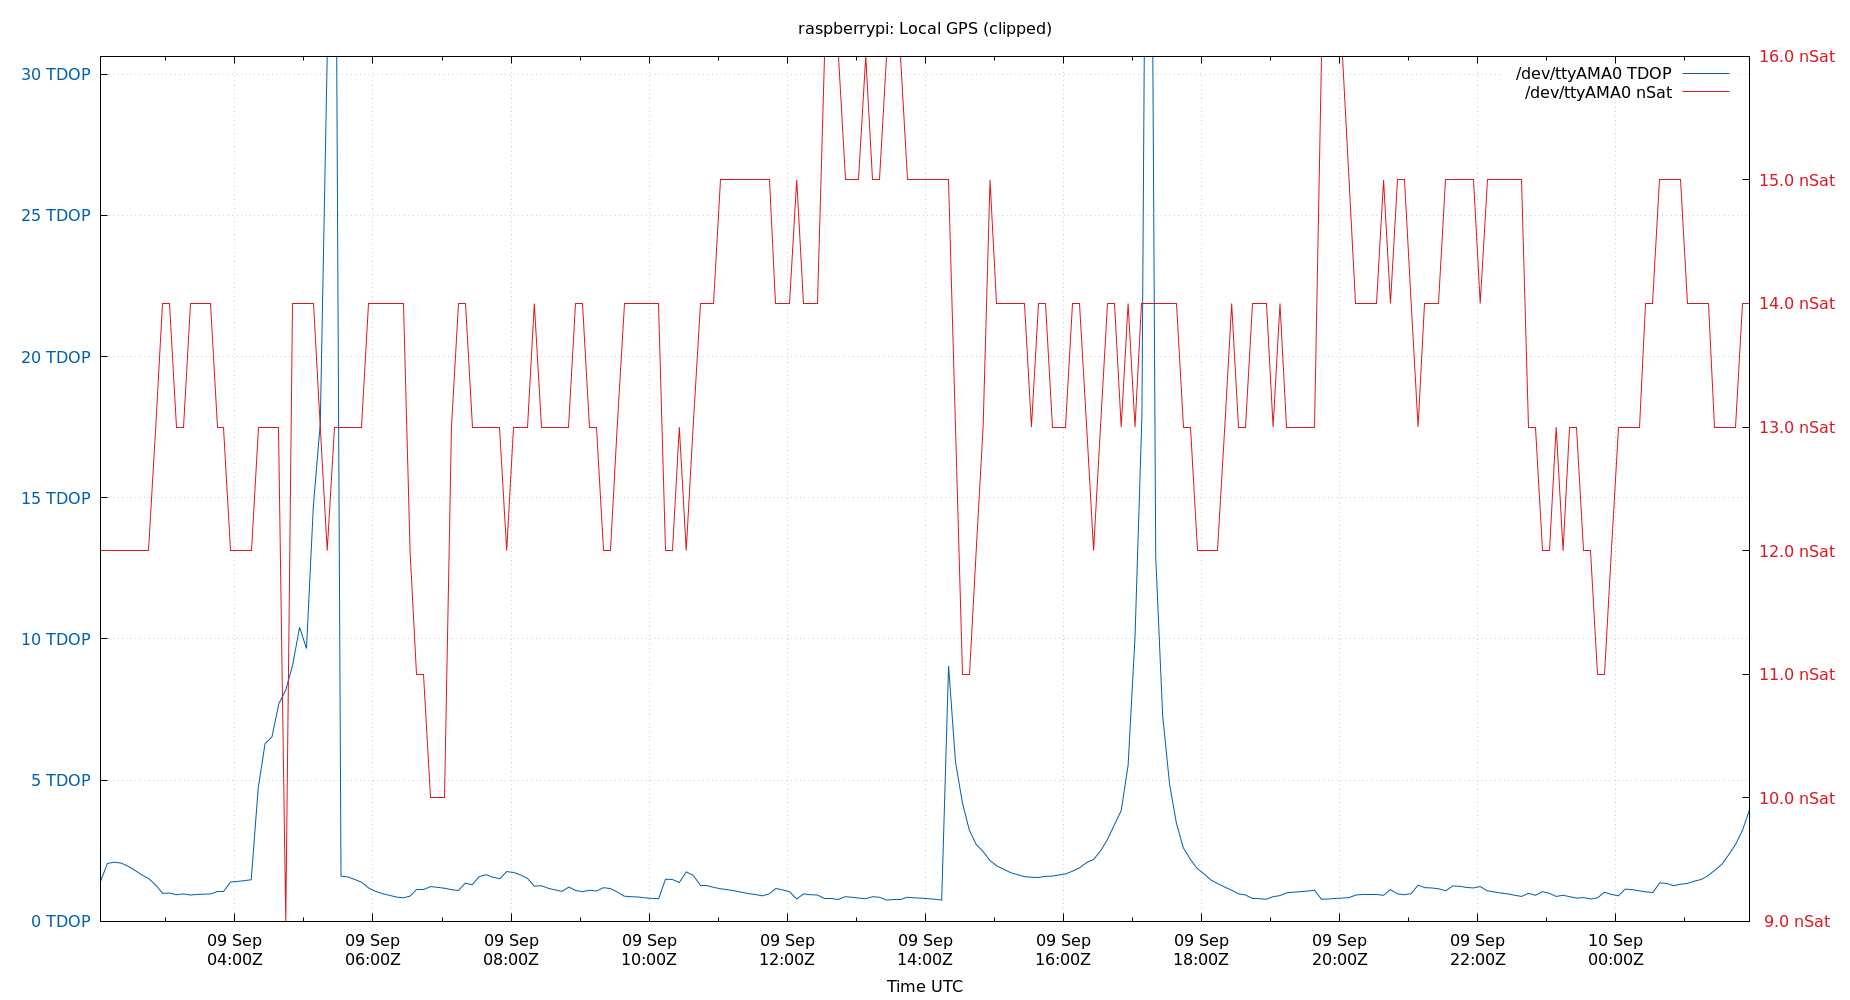 raspberrypi: Local GPS (clipped)
30 TDOP
25 TDOP
20 TDOP
15 TDOP
10 TDOP
5 TDOP
0 TDOP
16.0 nSat
15.0 nSat
14.0 nSat
13.0 nSat
12.0 nSat
11.0 nSat
10.0 nSat
9.0 nSat
/dev/ttyAMA0 TDOP
/dev/ttyAMA0 nSat
09 Sep
04:00Z
09 Sep
06:00Z
09 Sep
08:00Z
09 Sep
10:00Z
09 Sep
12:00Z
09 Sep
14:00Z
09 Sep
16:00Z
09 Sep
18:00Z
09 Sep
20:00Z
09 Sep
22:00Z
10 Sep
00:00Z
Time UTC